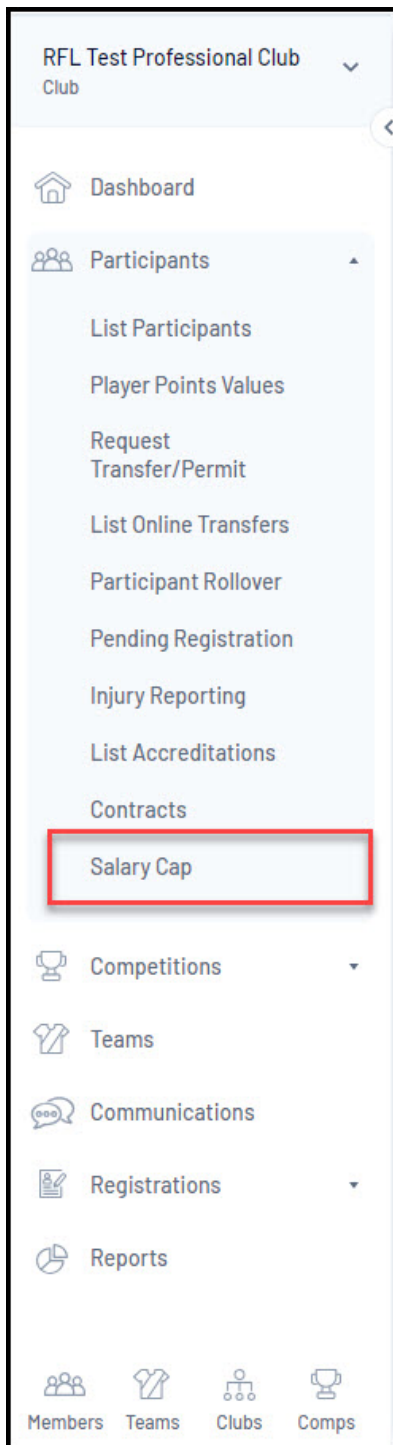 RFL Test Professional Club
Club
Dashboard
Participants
List Participants
Player Points Values
Request
Transfer/Permit
List Online Transfers
Participant Rollover
Pending Registration
Injury Reporting
List Accreditations
Contracts
Salary Cap
Competitions
Teams
Communications
Registrations
Reports
Members Teams Clubs Comps